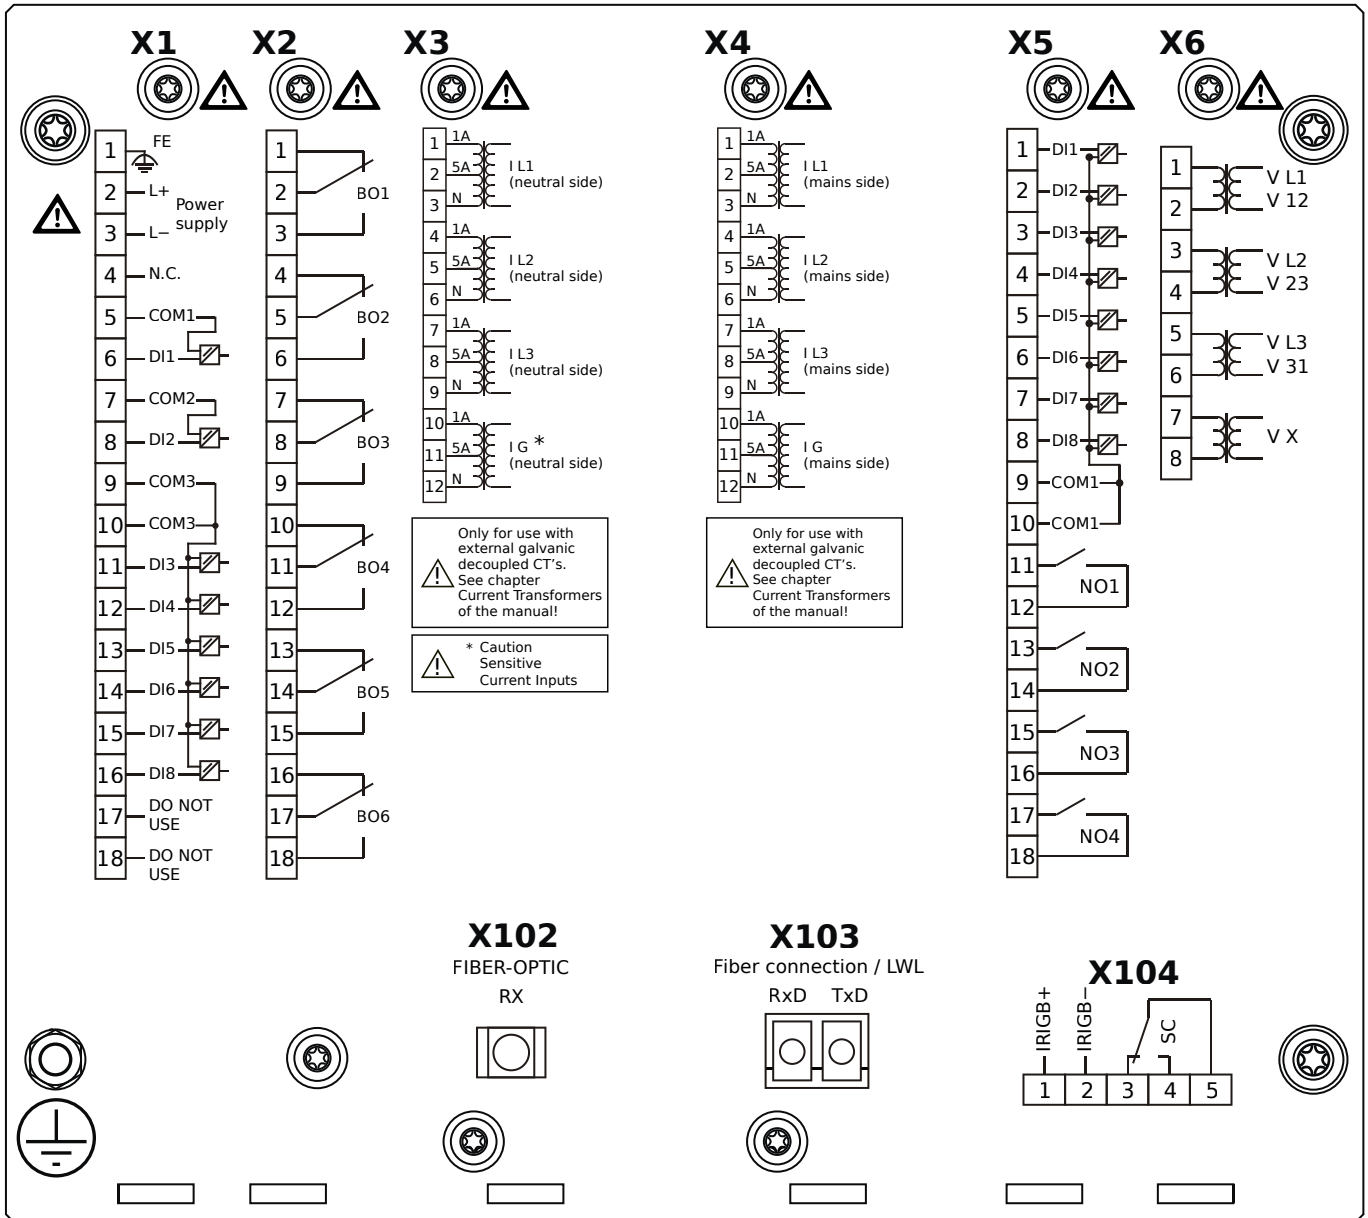 X1
X2
X3
X4
X5
X6
1
FE
2
L+
Power
supply
3
L−
4
N.C.
5
COM1
6
DI1
7
COM2
8
DI2
9
COM3
10
COM3
11
DI3
12
DI4
13
DI5
14
DI6
15
DI7
16
DI8
17
DO NOT
USE
18
DO NOT
USE
1
2
BO1
3
4
5
BO2
6
7
8
BO3
9
10
11
BO4
12
13
14
BO5
15
16
17
BO6
18
1
1A
2
5A
I L1
(neutral side)
3
N
4
1A
5
5A
I L2
(neutral side)
6
N
7
1A
8
5A
I L3
(neutral side)
9
N
10
1A
11
5A
I G *
(neutral side)
12
N
Only for use with
external galvanic
decoupled CT's.
See chapter
Current Transformers
of the manual!
* Caution
Sensitive
Current Inputs
1
1A
2
5A
I L1
(mains side)
3
N
4
1A
5
5A
I L2
(mains side)
6
N
7
1A
8
5A
I L3
(mains side)
9
N
10
1A
11
5A
I G
(mains side)
12
N
Only for use with
external galvanic
decoupled CT's.
See chapter
Current Transformers
of the manual!
1
DI1
2
DI2
3
DI3
4
DI4
5
DI5
6
DI6
7
DI7
8
DI8
9
COM1
10
COM1
11
NO1
12
13
NO2
14
15
NO3
16
17
NO4
18
1
V L1
2
V 12
3
V L2
4
V 23
5
V L3
6
V 31
7
V X
8
X102
FIBER-OPTIC
RX
X103
Fiber connection / LWL
RxD TxD
X104
IRIGB+
IRIGB−
SC
1 2 3 4 5